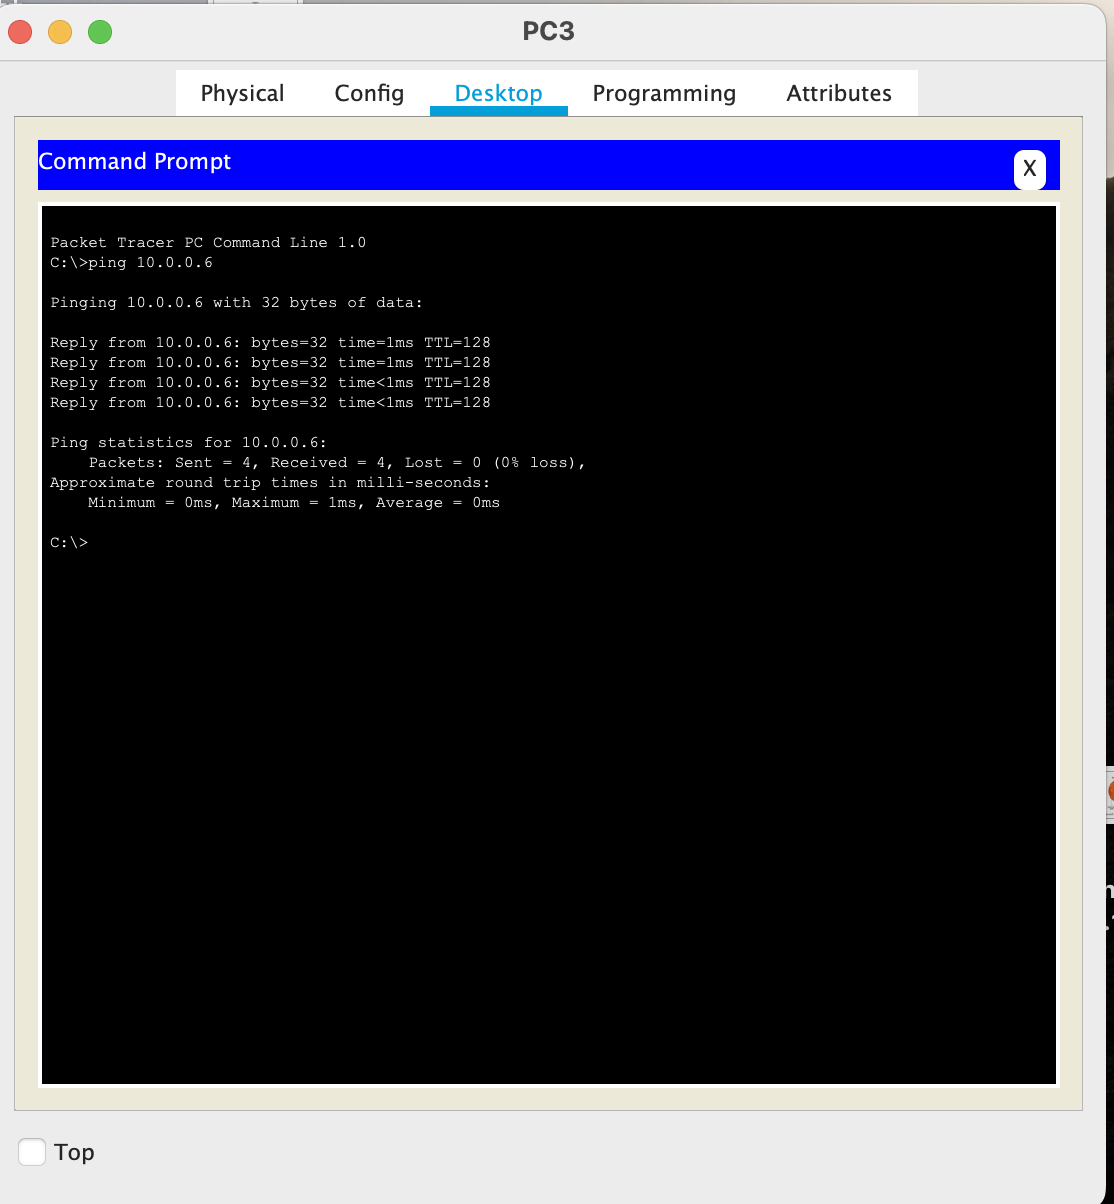 PC3
Physical Config Desktop Programming Attributes
Command Prompt
X
Packet Tracer PC Command Line 1.0
C:\>ping 10.0.0.6
Pinging 10.0.0.6 with 32 bytes of data:
Reply from 10.0.0.6: bytes=32 time=1ms TTL=128
Reply from 10.0.0.6: bytes=32 time=1ms TTL=128
Reply from 10.0.0.6: bytes=32 time<1ms TTL=128
Reply from 10.0.0.6: bytes=32 time<1ms TTL=128
Ping statistics for 10.0.0.6:
    Packets: Sent = 4, Received = 4, Lost = 0 (0% loss),
Approximate round trip times in milli-seconds:
    Minimum = 0ms, Maximum = 1ms, Average = 0ms
C:\>
Top